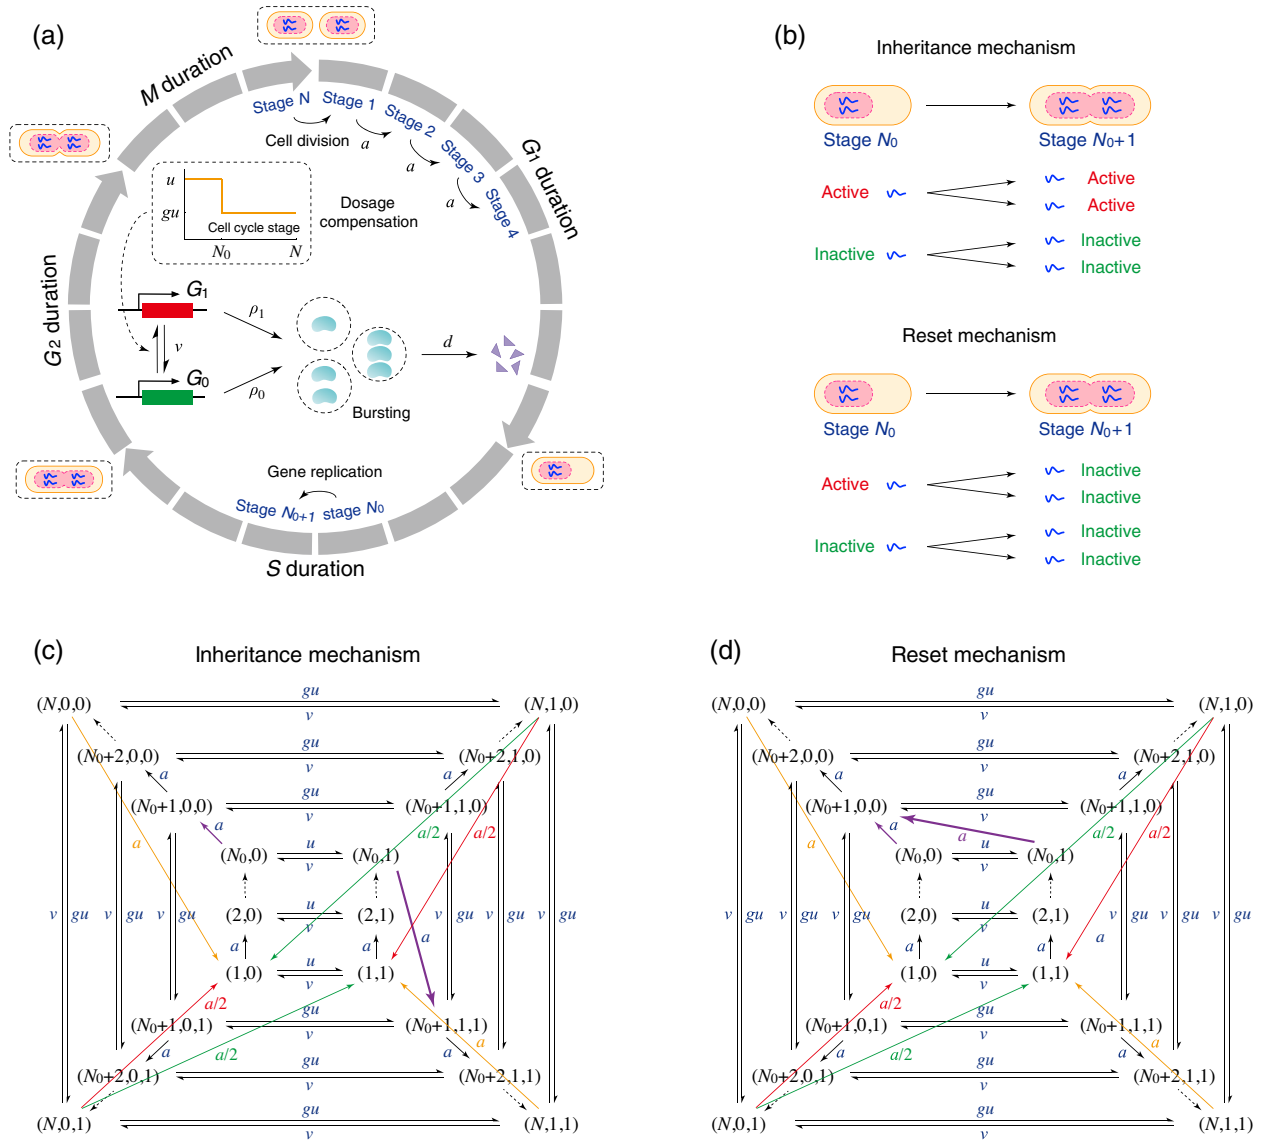 (a)
M duration
Stage N
Stage 1
Stage 2
Stage 3
Stage 4
Cell division
a
a
a
G1 duration
u
gu
Cell cycle stage
N0
N
Dosage
compensation
G2 duration
G1
v
G0
ρ1
ρ0
d
Bursting
Gene replication
Stage N0+1
stage N0
S duration
(b)
Inheritance mechanism
Stage N0
Stage N0+1
Active
Active
Active
Inactive
Inactive
Inactive
Reset mechanism
Stage N0
Stage N0+1
Active
Inactive
Inactive
Inactive
Inactive
Inactive
(c)
Inheritance mechanism
(N,0,0)
gu
v
(N,1,0)
(N0+2,0,0)
gu
v
(N0+2,1,0)
a
a
(N0+1,0,0)
gu
v
(N0+1,1,0)
a
a
a/2
a/2
(N0,0)
u
v
(N0,1)
v
gu
v
gu
v
gu
(2,0)
u
v
(2,1)
a
v
gu
v
gu
v
gu
a
a
(1,0)
u
v
(1,1)
a/2
(N0+1,0,1)
gu
v
(N0+1,1,1)
a
a/2
a
a
(N0+2,0,1)
gu
v
(N0+2,1,1)
(N,0,1)
gu
v
(N,1,1)
(d)
Reset mechanism
(N,0,0)
gu
v
(N,1,0)
(N0+2,0,0)
gu
v
(N0+2,1,0)
a
a
(N0+1,0,0)
gu
v
(N0+1,1,0)
a
a
a
a/2
a/2
(N0,0)
u
v
(N0,1)
v
gu
v
gu
v
gu
(2,0)
u
v
(2,1)
v
gu
v
gu
v
gu
a
a
a
(1,0)
u
v
(1,1)
a/2
(N0+1,0,1)
gu
v
(N0+1,1,1)
a
a/2
a
a
(N0+2,0,1)
gu
v
(N0+2,1,1)
(N,0,1)
gu
v
(N,1,1)